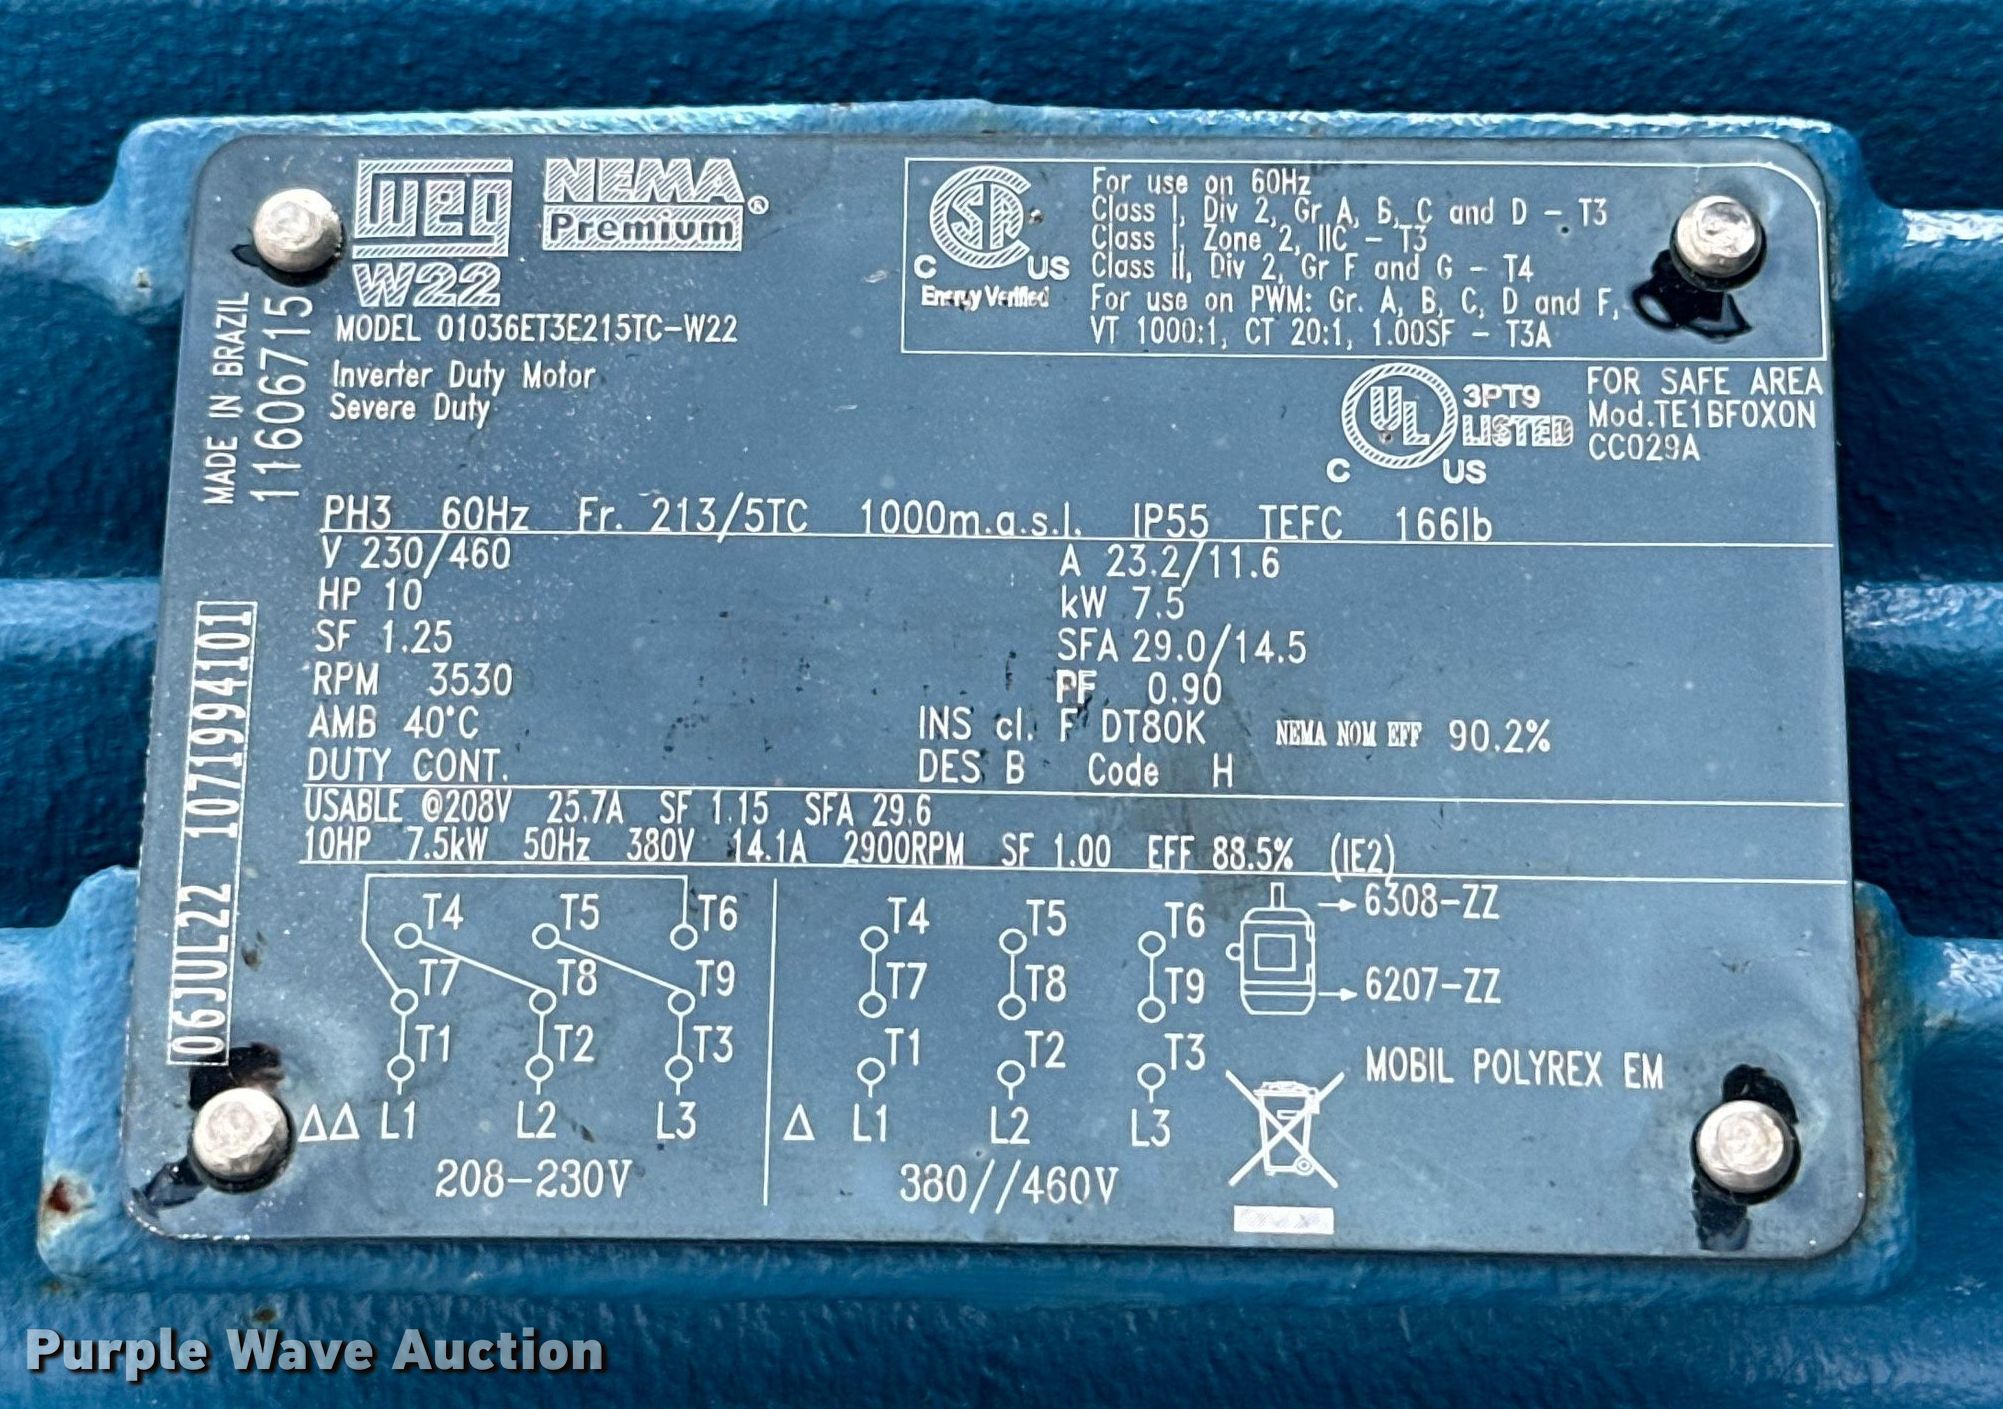 weg
W22
NEMA
Premium®
MODEL 01036ET3E215TC-W22
Inverter Duty Motor
Severe Duty
MADE IN BRAZIL
11606715
06JUL22 1071994101
C US
Energy Verified
For use on 60Hz
Class I, Div 2, Gr A, B, C and D - T3
Class I, Zone 2, IIC - T3
Class II, Div 2, Gr F and G - T4
For use on PWM: Gr. A, B, C, D and F,
VT 1000:1, CT 20:1, 1.00SF - T3A
C UL US
3PT9
LISTED
FOR SAFE AREA
Mod.TE1BF0X0N
CC029A
PH3 60Hz Fr. 213/5TC 1000m.a.s.l. IP55 TEFC 166lb
V 230/460 A 23.2/11.6
HP 10 kW 7.5
SF 1.25 SFA 29.0/14.5
RPM 3530 PF 0.90
AMB 40°C INS cl. F DT80K NEMA NOM EFF 90.2%
DUTY CONT. DES B Code H
USABLE @208V 25.7A SF 1.15 SFA 29.6
10HP 7.5kW 50Hz 380V 14.1A 2900RPM SF 1.00 EFF 88.5% (IE2)
T4 T5 T6
T7 T8 T9
T1 T2 T3
ΔΔ L1 L2 L3
208-230V
T4 T5 T6
T7 T8 T9
T1 T2 T3
Δ L1 L2 L3
380//460V
6308-ZZ
6207-ZZ
MOBIL POLYREX EM
Purple Wave Auction